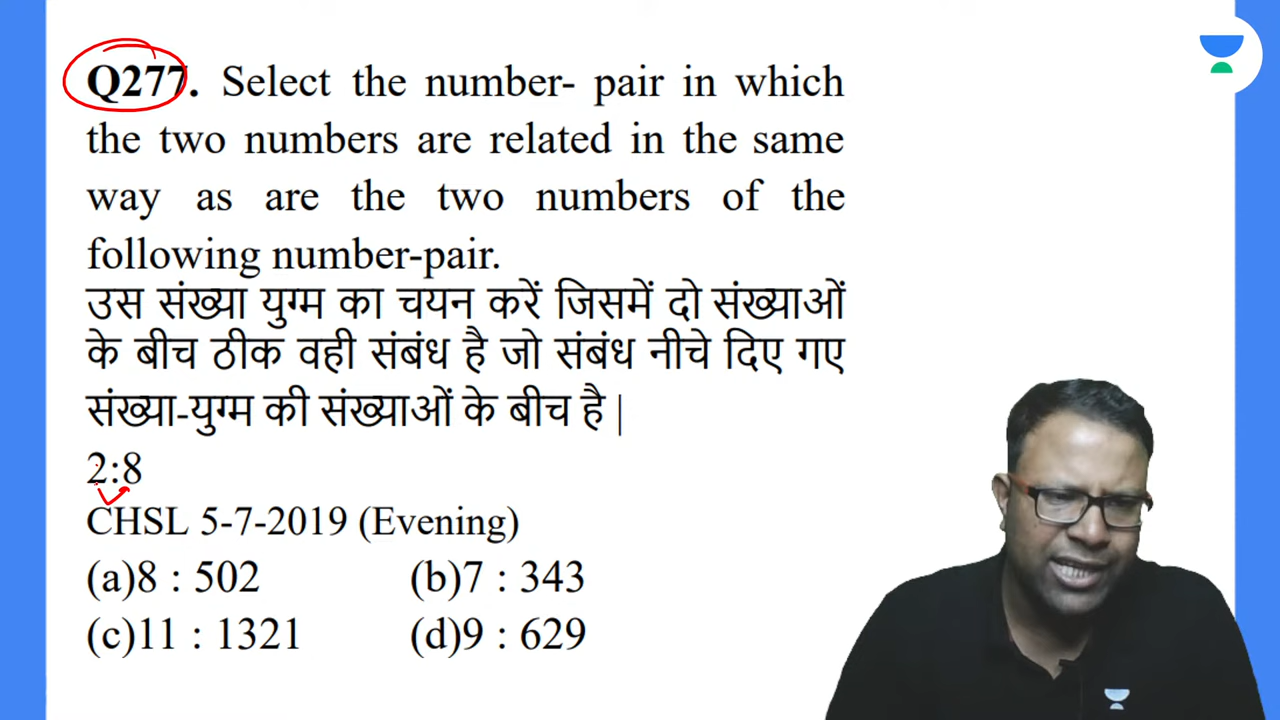 Q277. Select the number- pair in which
the two numbers are related in the same
way as are the two numbers of the
following number-pair.
उस संख्या युग्म का चयन करें जिसमें दो संख्याओं
के बीच ठीक वही संबंध है जो संबंध नीचे दिए गए
संख्या-युग्म की संख्याओं के बीच है |
2:8
CHSL 5-7-2019 (Evening)
(a)8 : 502 (b)7 : 343
(c)11 : 1321 (d)9 : 629